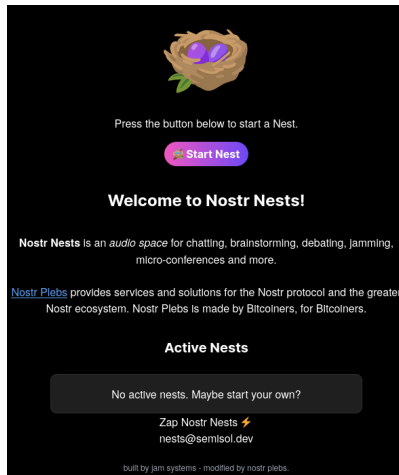 Press the button below to start a Nest.
Start Nest
Welcome to Nostr Nests!
Nostr Nests is an audio space for chatting, brainstorming, debating, jamming,
micro-conferences and more.
Nostr Plebs provides services and solutions for the Nostr protocol and the greater
Nostr ecosystem. Nostr Plebs is made by Bitcoiners, for Bitcoiners.
Active Nests
No active nests. Maybe start your own?
Zap Nostr Nests ⚡
nests@semisol.dev
built by jam systems - modified by nostr plebs.